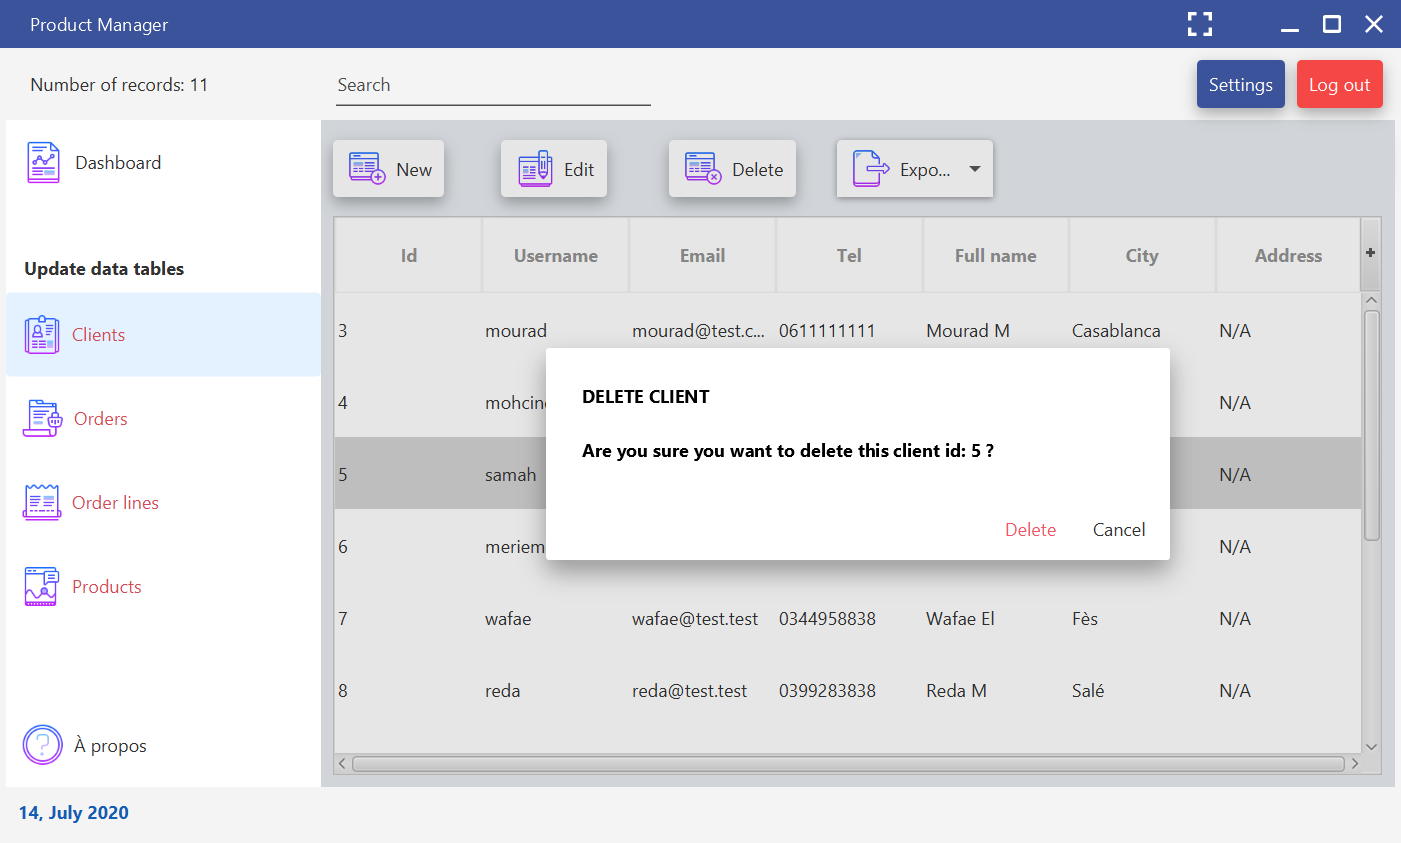 Product Manager
Number of records: 11
Search
Settings
Log out
Dashboard
New
Edit
Delete
Expo...
Update data tables
Id Username Email Tel Full name City Address +
Clients
Orders
Order lines
Products
3 mourad mourad@test.c... 0611111111 Mourad M Casablanca N/A
4 N/A
5 samah N/A
6 meriem N/A
7 wafae wafae@test.test 0344958838 Wafae El Fès N/A
8 reda reda@test.test 0399283838 Reda M Salé N/A
DELETE CLIENT
Are you sure you want to delete this client id: 5 ?
Delete
Cancel
À propos
14, July 2020